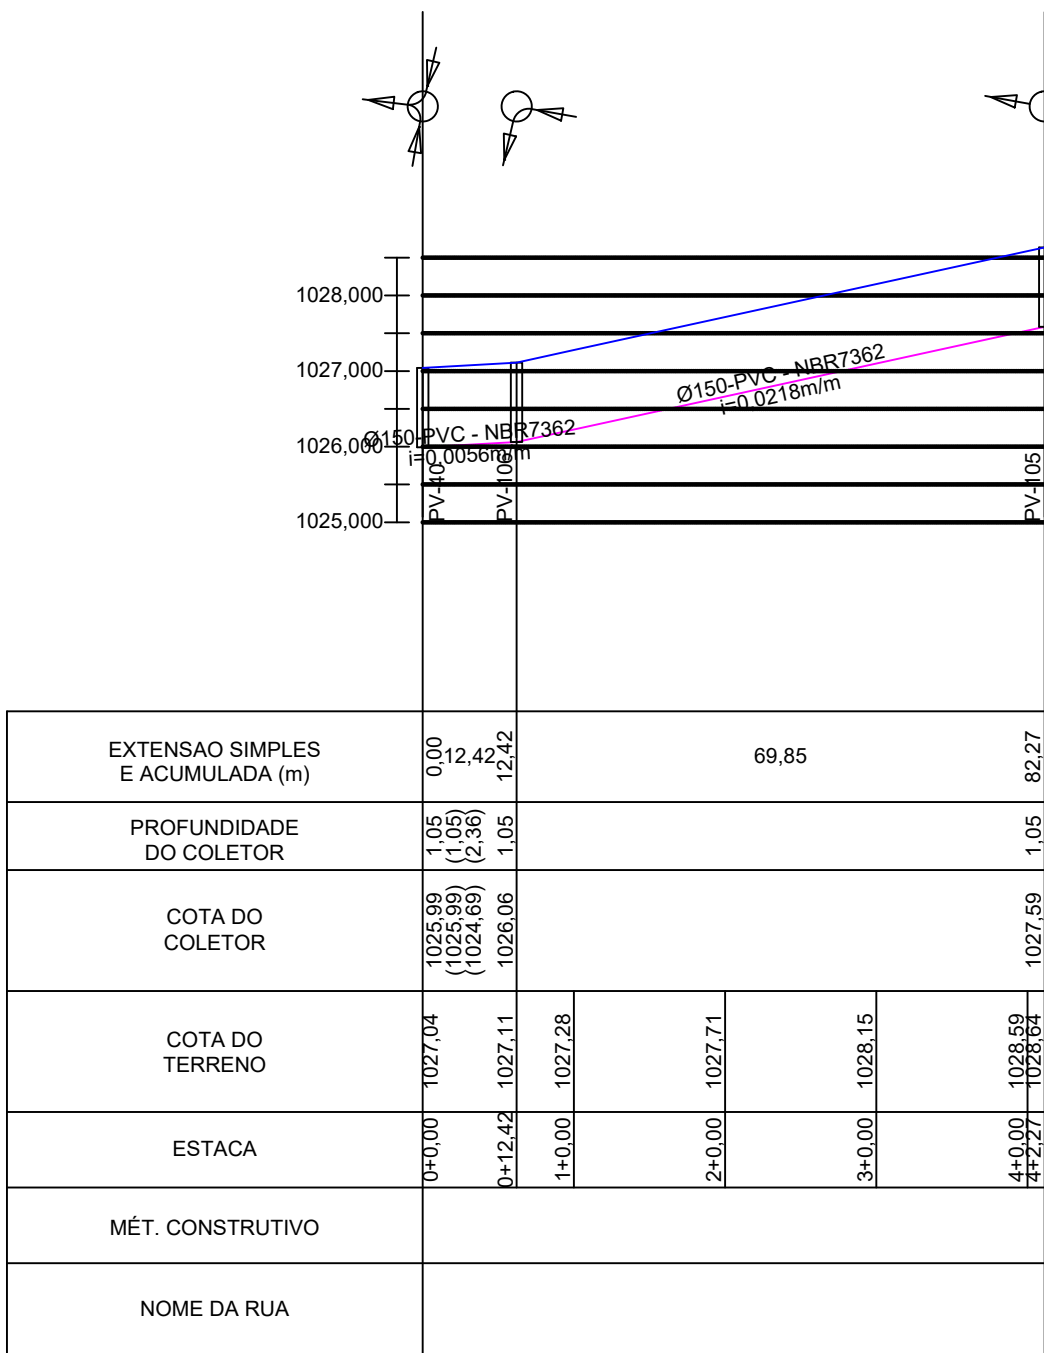 1028,000
1027,000
1026,000
1025,000
Ø150-PVC - NBR7362
i=0.0056m/m
Ø150-PVC - NBR7362
i=0.0218m/m
PV-40
PV-106
PV-105
EXTENSAO SIMPLES
E ACUMULADA (m)
0,00
12,42
12,42
69,85
82,27
PROFUNDIDADE
DO COLETOR
1,05
(1,05)
(2,36)
1,05
1,05
COTA DO
COLETOR
1025,99
(1025,99)
(1024,69)
1026,06
1027,59
COTA DO
TERRENO
1027,04
1027,11
1027,28
1027,71
1028,15
1028,59
1028,64
ESTACA
0+0,00
0+12,42
1+0,00
2+0,00
3+0,00
4+0,00
4+2,27
MÉT. CONSTRUTIVO
NOME DA RUA